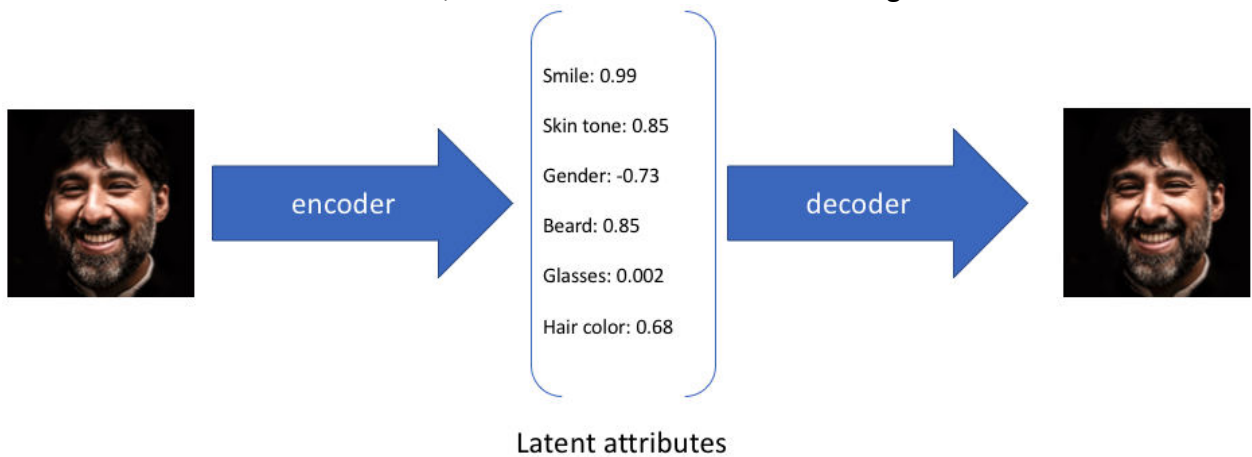 encoder
Smile: 0.99
Skin tone: 0.85
Gender: -0.73
Beard: 0.85
Glasses: 0.002
Hair color: 0.68
decoder
Latent attributes